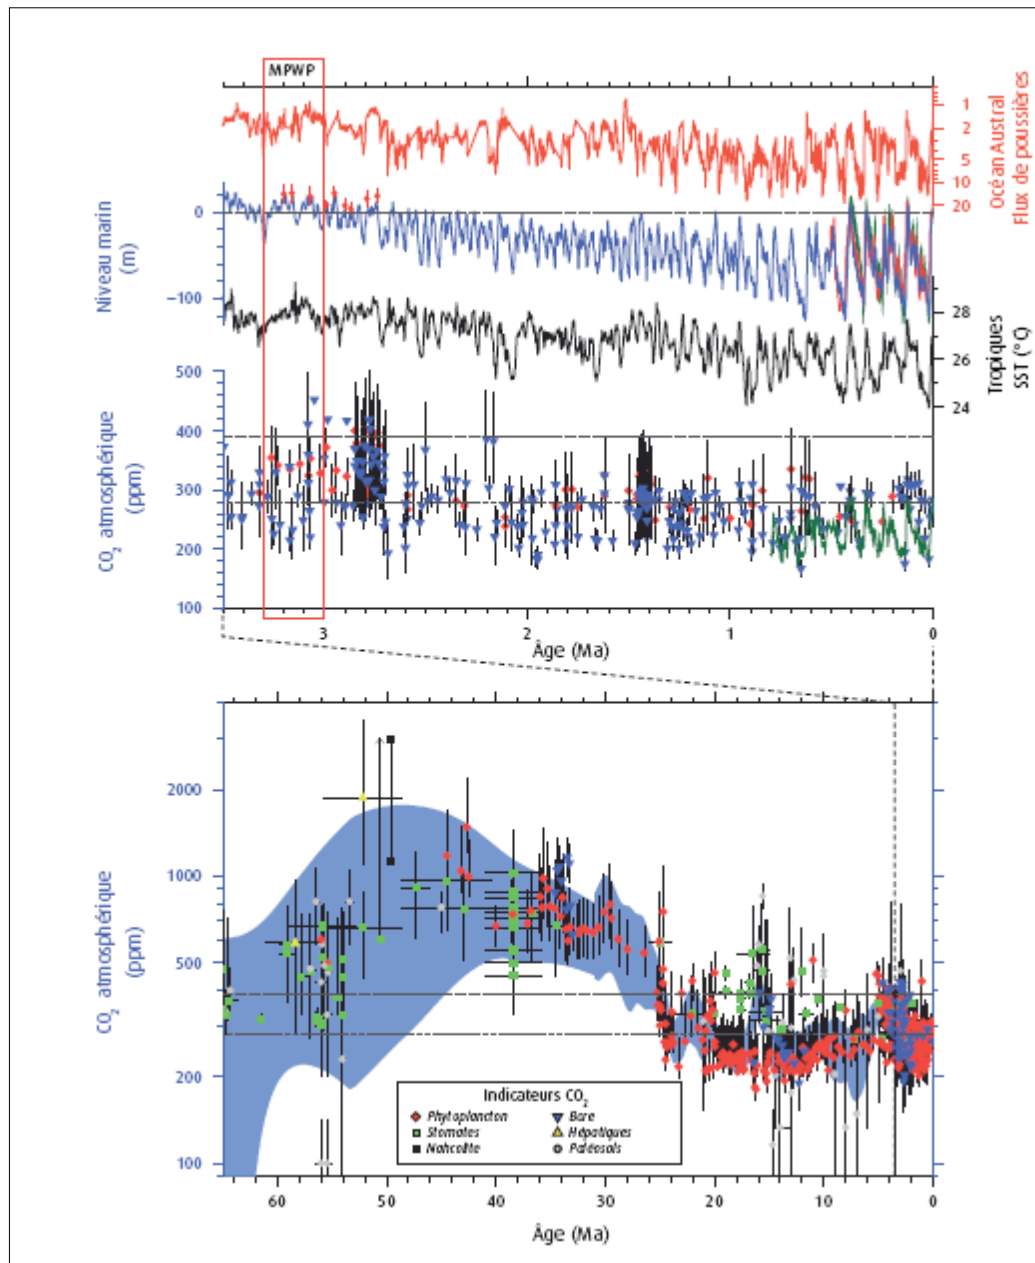 MPWP
1
2
5
10
20
Océan Austral
Flux de poussières
0
−100
Niveau marin
(m)
28
26
24
Tropiques
SST (°C)
500
400
300
200
100
CO2 atmosphérique
(ppm)
3
2
1
0
Âge (Ma)
2000
1000
500
200
100
CO2 atmosphérique
(ppm)
Indicateurs CO2
Phytoplancton
Bore
Stomates
Hépatiques
Nahcolite
Paléosols
60
50
40
30
20
10
0
Âge (Ma)